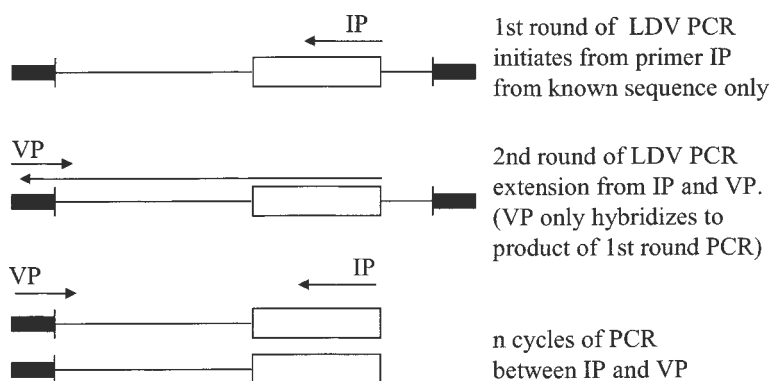 IP
1st round of LDV PCR
initiates from primer IP
from known sequence only
VP
2nd round of LDV PCR
extension from IP and VP.
(VP only hybridizes to
product of 1st round PCR)
VP
IP
n cycles of PCR
between IP and VP